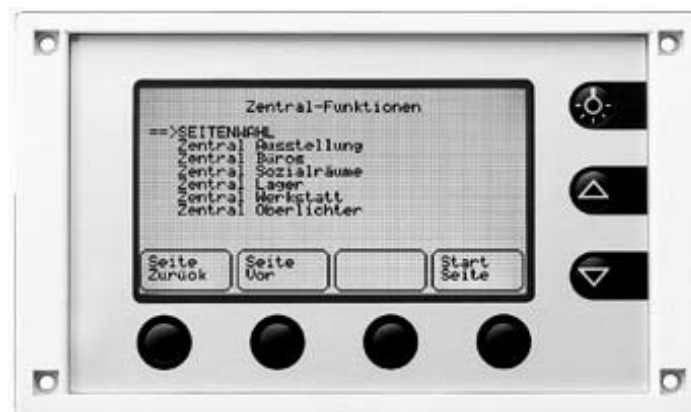 Zentral-Funktionen
==>SEITENWAHL
Zentral Ausstellung
Zentral Büros
Zentral Sozialräume
Zentral Lager
Zentral Werkstatt
Zentral Oberlichter
Seite Zurück
Seite Vor
Start Seite